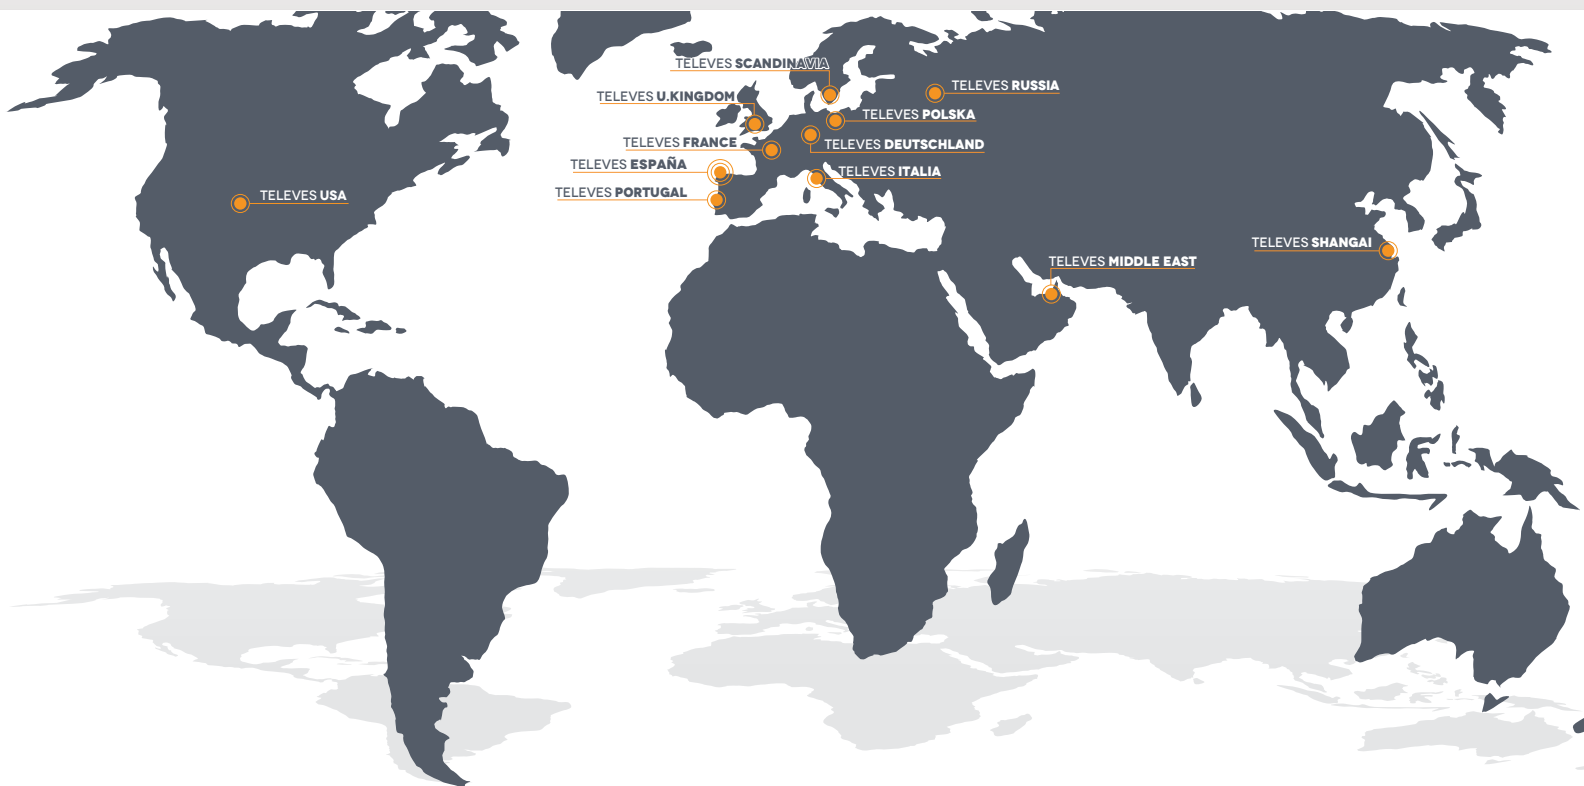 TELEVES SCANDINAVIA
TELEVES RUSSIA
TELEVES U.KINGDOM
TELEVES POLSKA
TELEVES FRANCE
TELEVES DEUTSCHLAND
TELEVES ESPAÑA
TELEVES ITALIA
TELEVES PORTUGAL
TELEVES USA
TELEVES SHANGAI
TELEVES MIDDLE EAST